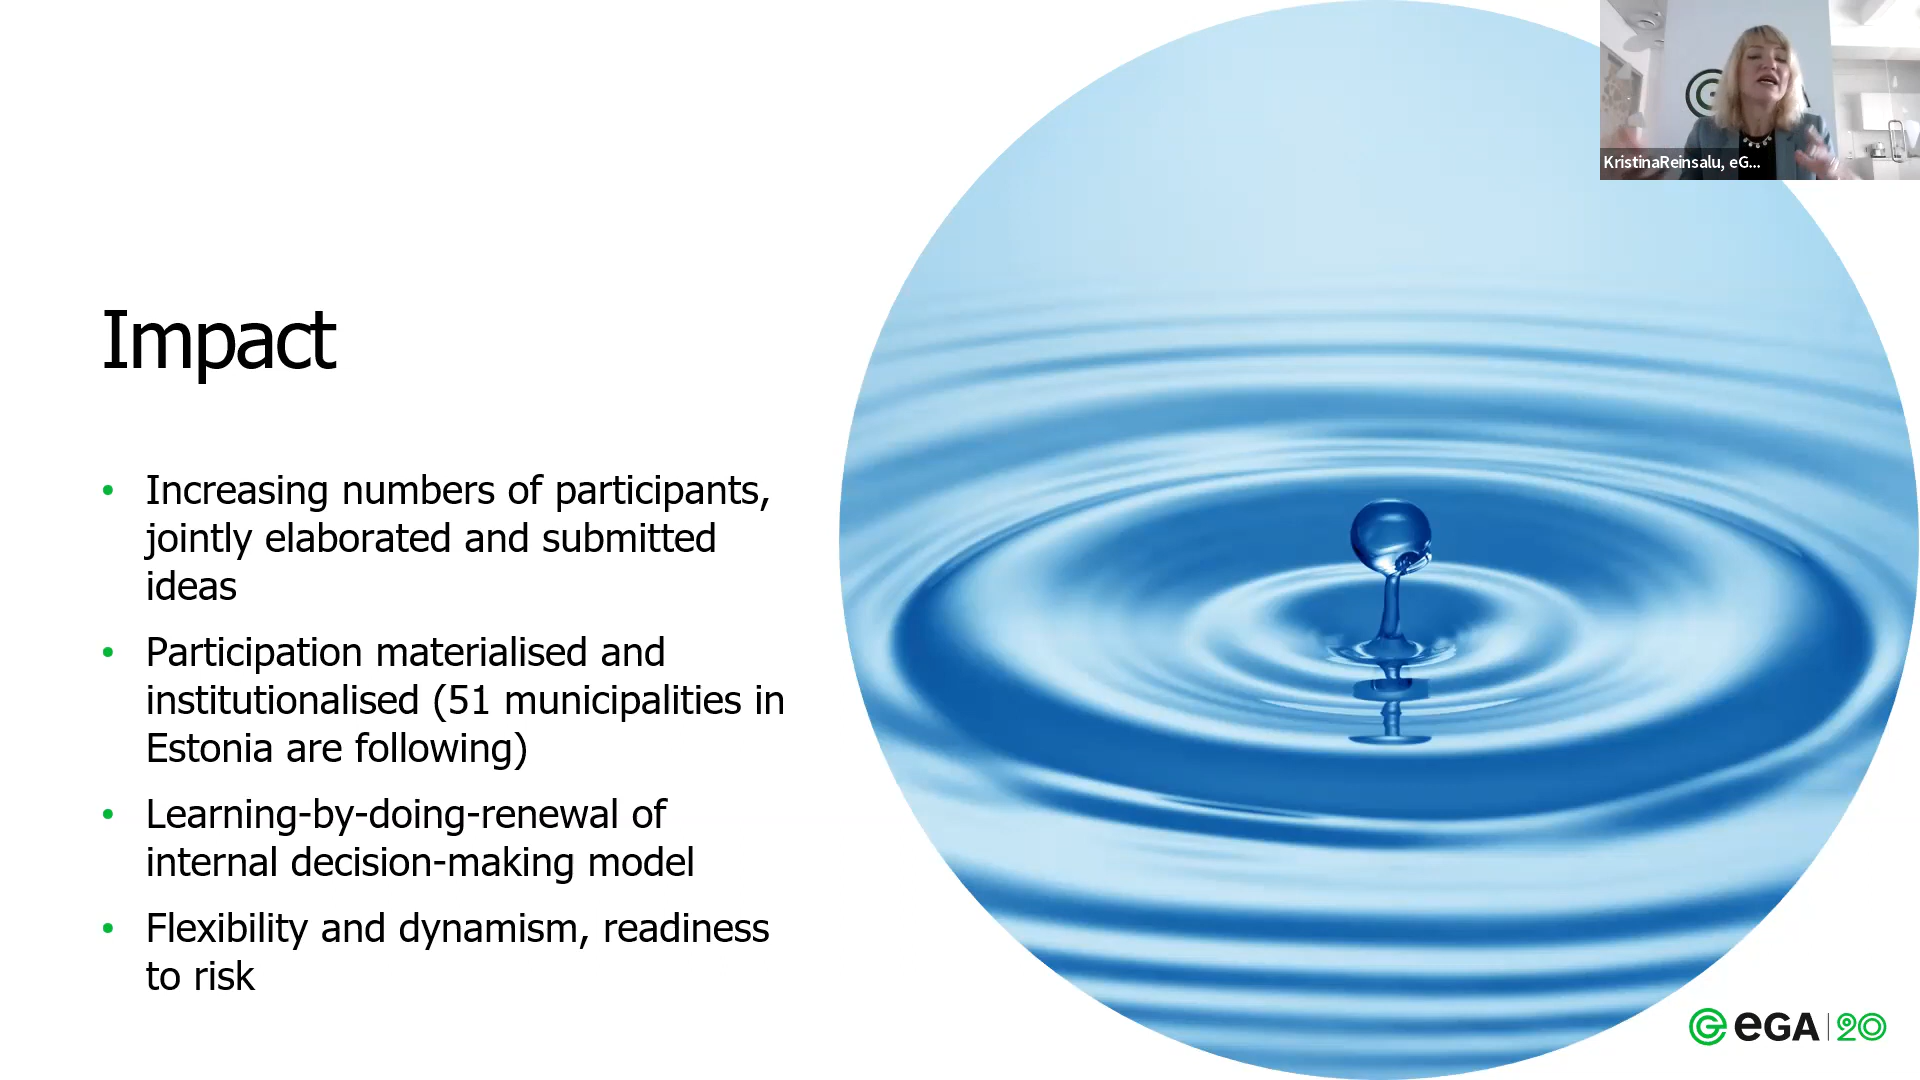 KristinaReinsalu, eG...
Impact
• Increasing numbers of participants,
jointly elaborated and submitted
ideas
• Participation materialised and
institutionalised (51 municipalities in
Estonia are following)
• Learning-by-doing-renewal of
internal decision-making model
• Flexibility and dynamism, readiness
to risk
eGA | 20